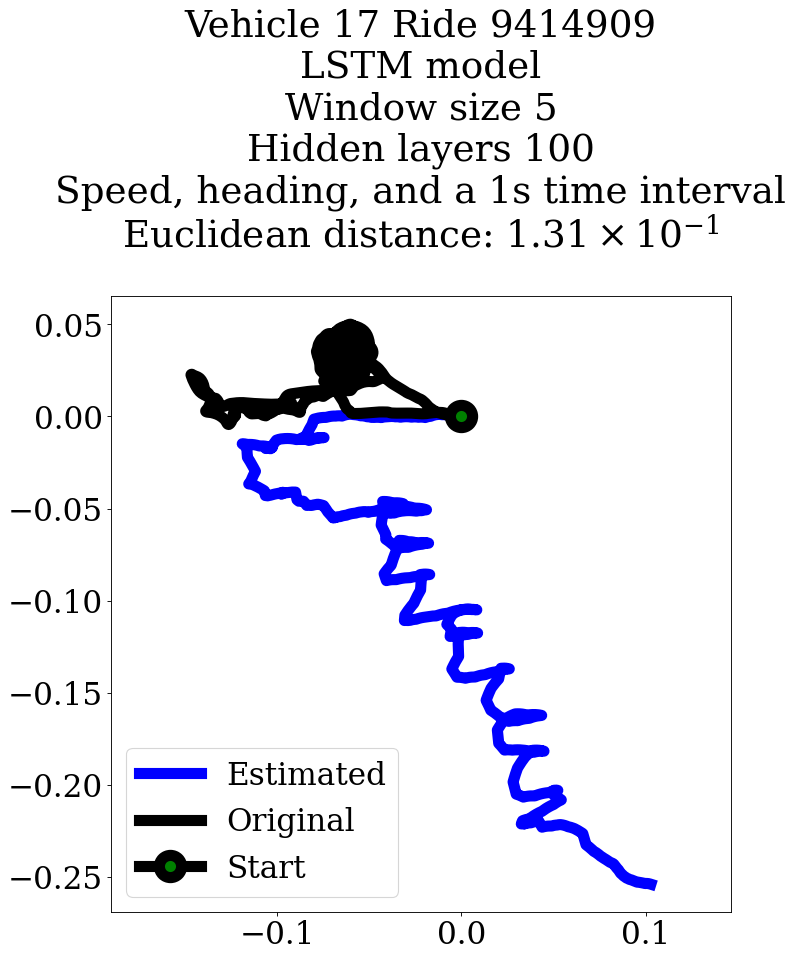 Vehicle 17 Ride 9414909
LSTM model
Window size 5
Hidden layers 100
Speed, heading, and a 1s time interval
Euclidean distance: 1.31 × 10⁻¹
0.05
0.00
−0.05
−0.10
−0.15
−0.20
−0.25
Estimated
Original
Start
−0.1
0.0
0.1